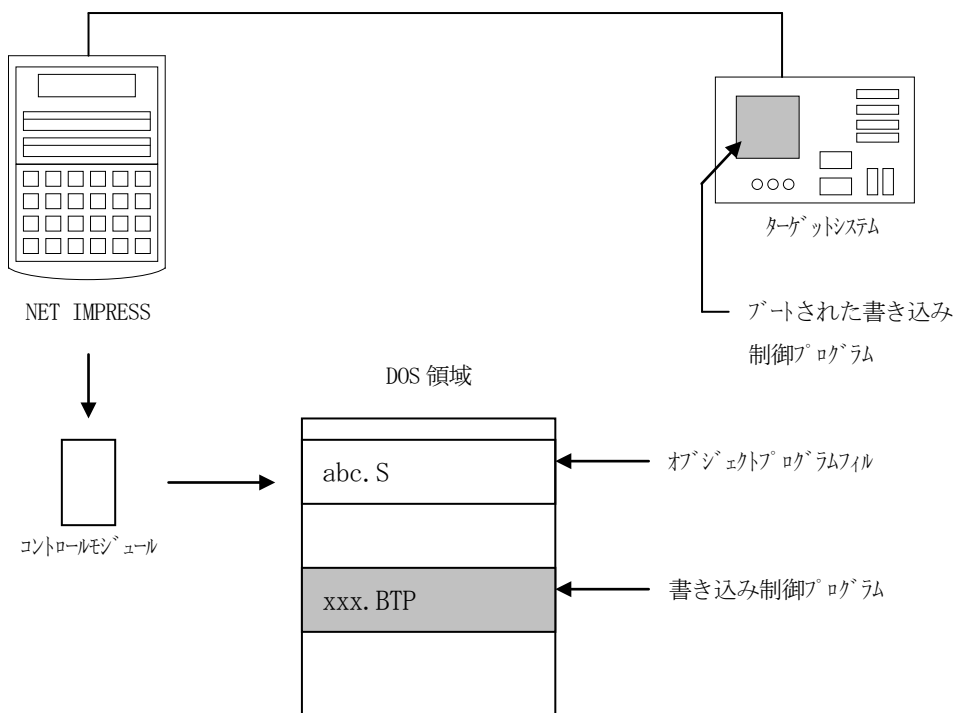 ターゲットシステム
NET IMPRESS
ブートされた書き込み
制御プログラム
DOS 領域
abc.S
オブジェクトプログラムフィル
コントロールモジュール
xxx.BTP
書き込み制御プログラム